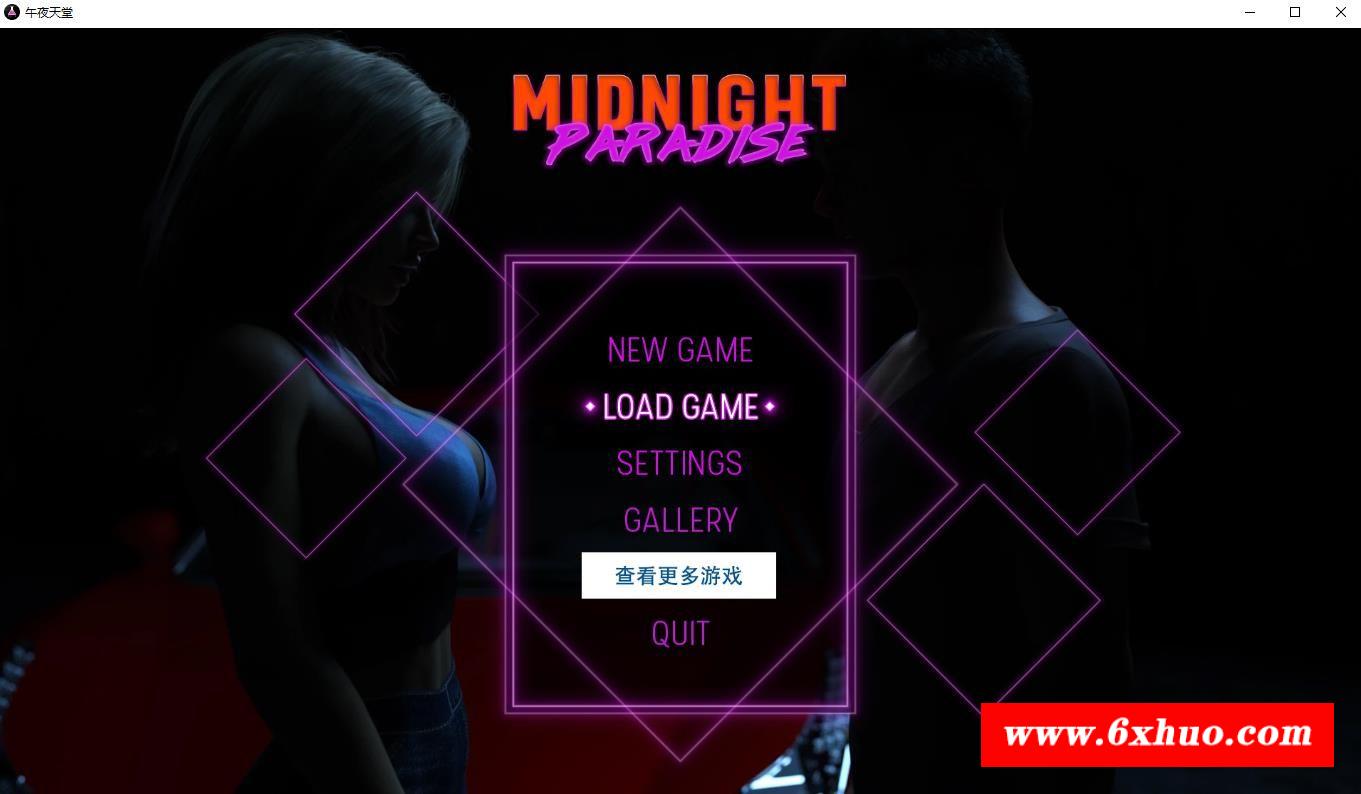 午夜天堂
MIDNIGHT
PARADISE
NEW GAME
LOAD GAME
SETTINGS
GALLERY
查看更多游戏
QUIT
www.6xhuo.com